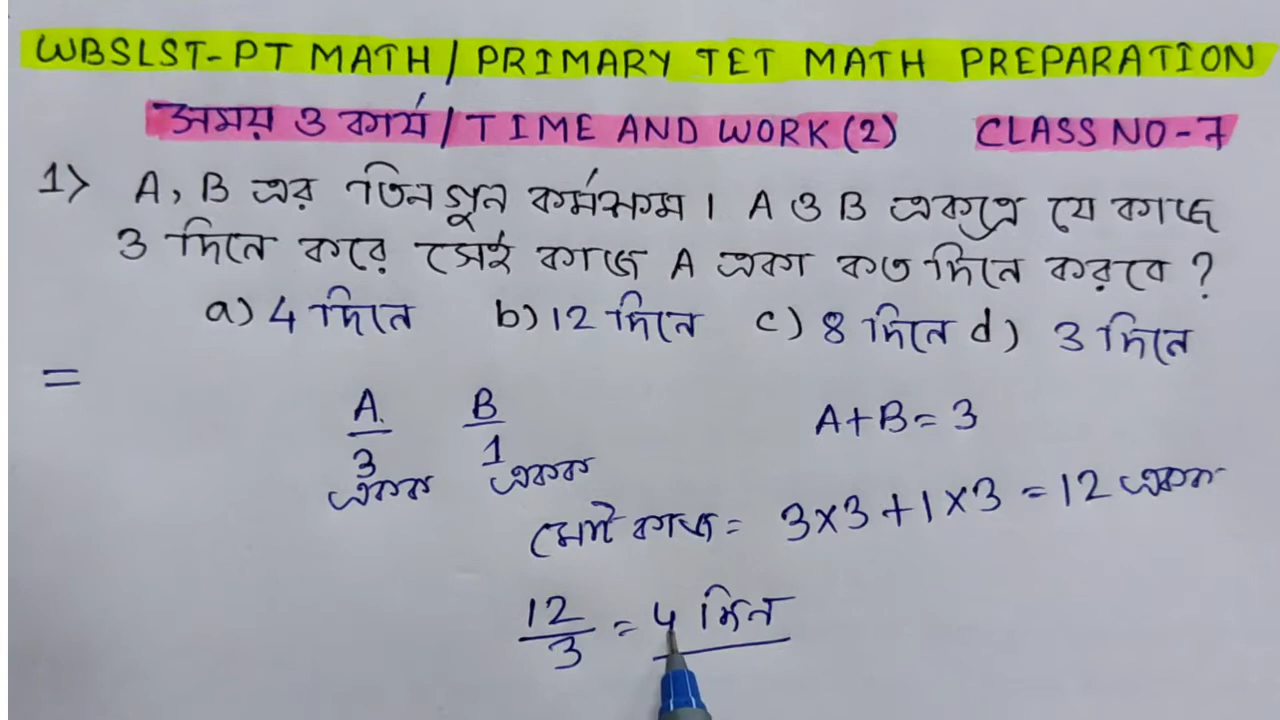 WBSLST-PT MATH / PRIMARY TET MATH PREPARATION
সময় ও কার্য / TIME AND WORK (2) CLASS NO-7
1> A, B এর তিনগুন কর্মক্ষম। A ও B একত্রে যে কাজ
3 দিনে করে সেই কাজ A একা কত দিনে করবে ?
a) 4 দিনে b) 12 দিনে c) 8 দিনে d) 3 দিনে
=
A B A+B = 3
3 1
একক একক
মোট কাজ = 3×3+1×3 = 12 একক
12/3 = 4 দিন